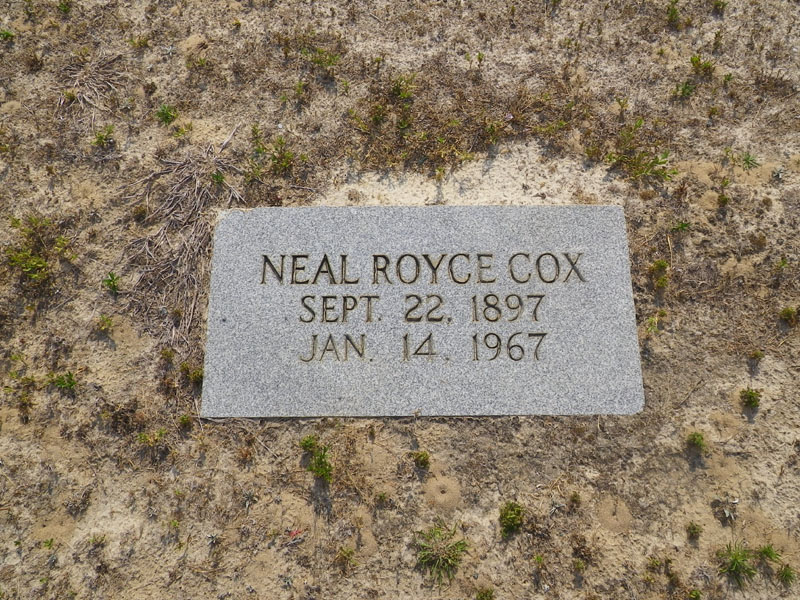 NEAL ROYCE COX
SEPT. 22. 1897
JAN. 14. 1967